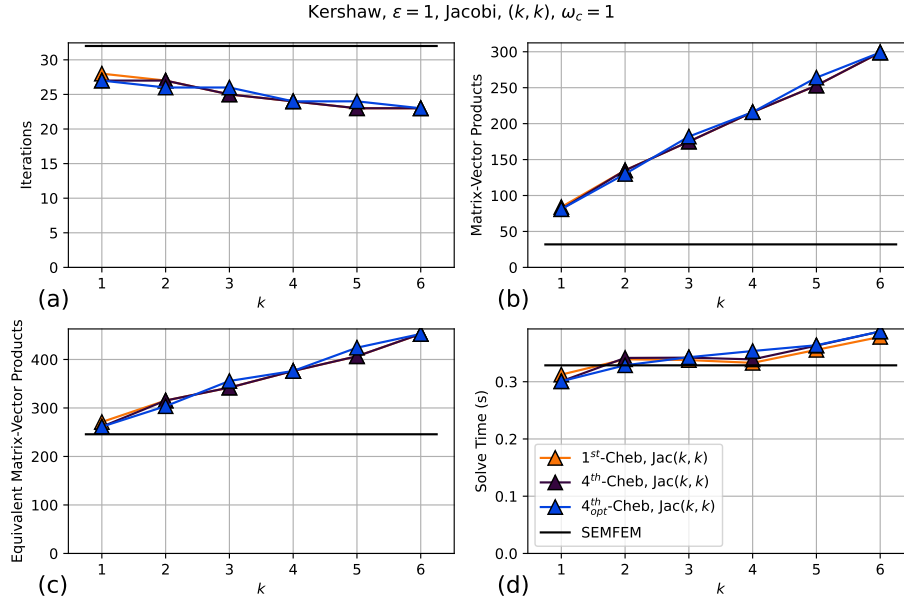 Kershaw, ε = 1, Jacobi, (k, k), ω_c = 1
30
25
20
15
10
5
0
Iterations
1 2 3 4 5 6
k
(a)
300
250
200
150
100
50
0
Matrix-Vector Products
1 2 3 4 5 6
k
(b)
400
300
200
100
0
Equivalent Matrix-Vector Products
1 2 3 4 5 6
k
(c)
0.3
0.2
0.1
0.0
Solve Time (s)
1^{st}-Cheb, Jac(k, k)
4^{th}-Cheb, Jac(k, k)
4^{th}_{opt}-Cheb, Jac(k, k)
SEMFEM
1 2 3 4 5 6
k
(d)